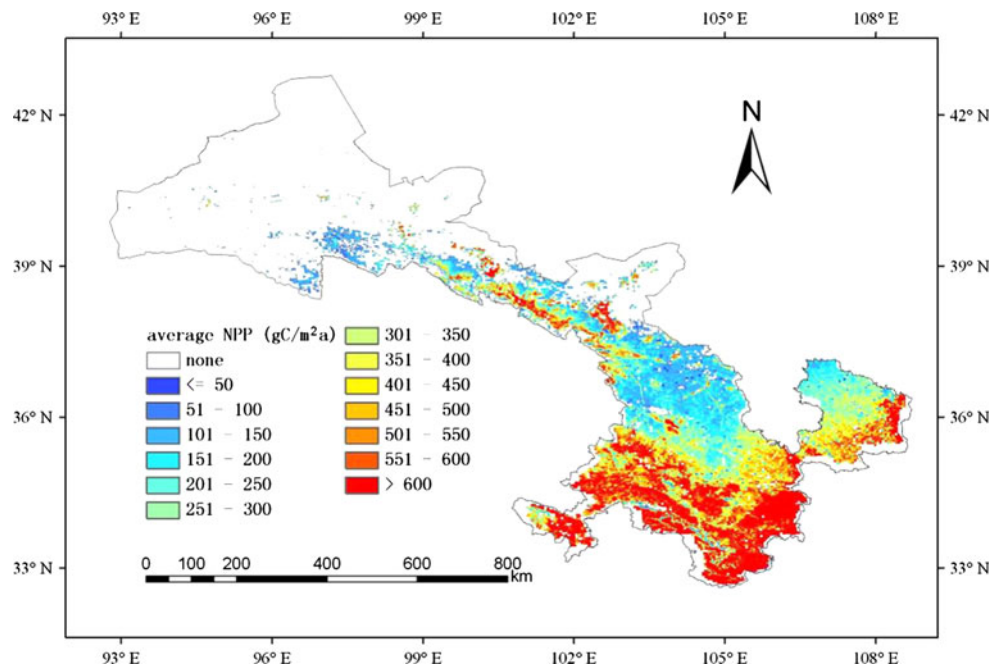 93° E 96° E 99° E 102° E 105° E 108° E
42° N 42° N
N
39° N 39° N
average NPP (gC/m²a)
none
<= 50
51 - 100
101 - 150
151 - 200
201 - 250
251 - 300
301 - 350
351 - 400
401 - 450
451 - 500
501 - 550
551 - 600
> 600
36° N 36° N
0 100 200 400 600 800 km
33° N 33° N
93° E 96° E 99° E 102° E 105° E 108° E